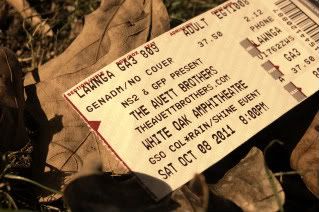 LAWNGA GA3 809 ADULT
GENADM/NO COVER 37.50
NS2 & GFP PRESENT
THE AVETT BROTHERS
THEAVETTBROTHERS.COM
WHITE OAK AMPHITHEATRE
GSO COL*RAIN/SHINE EVENT
SAT OCT 08 2011 8:00PM
2.12
PHONE
LAWNGA
GA3
37.50